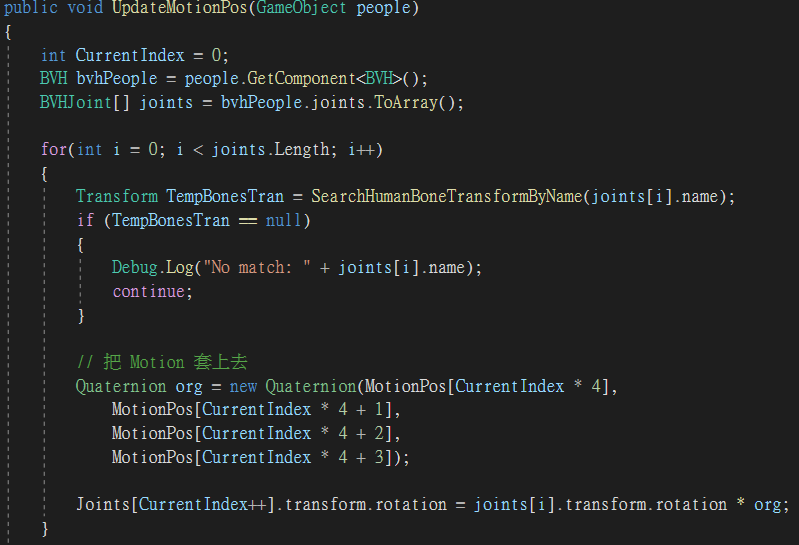 public void UpdateMotionPos(GameObject people)
{
int CurrentIndex = 0;
BVH bvhPeople = people.GetComponent<BVH>();
BVHJoint[] joints = bvhPeople.joints.ToArray();
for(int i = 0; i < joints.Length; i++)
{
Transform TempBonesTran = SearchHumanBoneTransformByName(joints[i].name);
if (TempBonesTran == null)
{
Debug.Log("No match: " + joints[i].name);
continue;
}
// 把 Motion 套上去
Quaternion org = new Quaternion(MotionPos[CurrentIndex * 4],
MotionPos[CurrentIndex * 4 + 1],
MotionPos[CurrentIndex * 4 + 2],
MotionPos[CurrentIndex * 4 + 3]);
Joints[CurrentIndex++].transform.rotation = joints[i].transform.rotation * org;
}